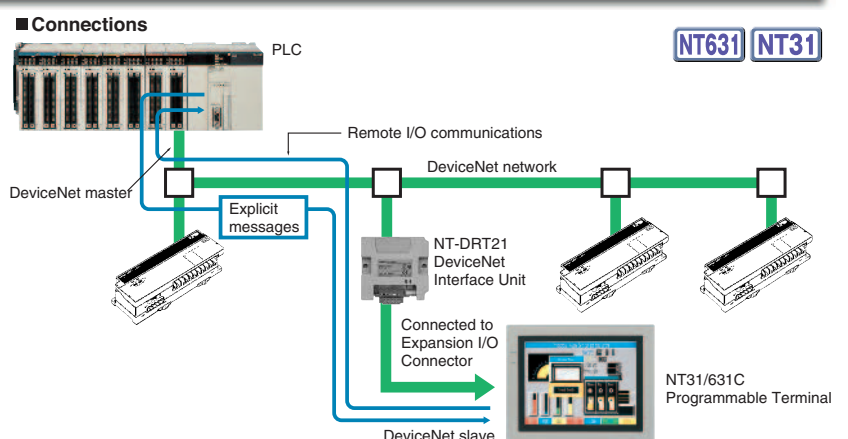 ■Connections
PLC
NT631 NT31
Remote I/O communications
DeviceNet network
DeviceNet master
Explicit
messages
NT-DRT21
DeviceNet
Interface Unit
Connected to
Expansion I/O
Connector
NT31/631C
Programmable Terminal
DeviceNet slave